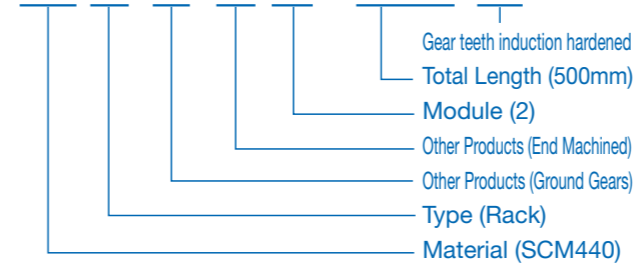 Gear teeth induction hardened
Total Length (500mm)
Module (2)
Other Products (End Machined)
Other Products (Ground Gears)
Type (Rack)
Material (SCM440)